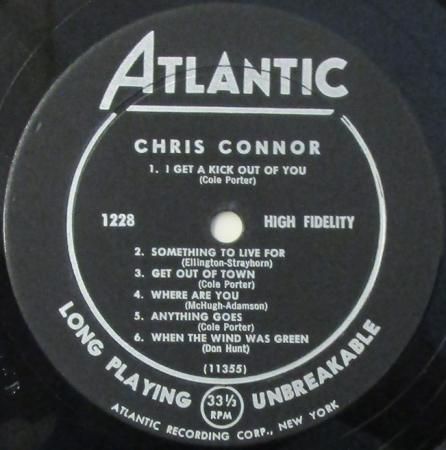 ATLANTIC
CHRIS CONNOR
1. I GET A KICK OUT OF YOU
(Cole Porter)
1228 HIGH FIDELITY
2. SOMETHING TO LIVE FOR
(Ellington-Strayhorn)
3. GET OUT OF TOWN
(Cole Porter)
4. WHERE ARE YOU
(McHugh-Adamson)
5. ANYTHING GOES
(Cole Porter)
6. WHEN THE WIND WAS GREEN
(Don Hunt)
(11355)
LONG PLAYING UNBREAKABLE
33⅓
RPM
ATLANTIC RECORDING CORP., NEW YORK